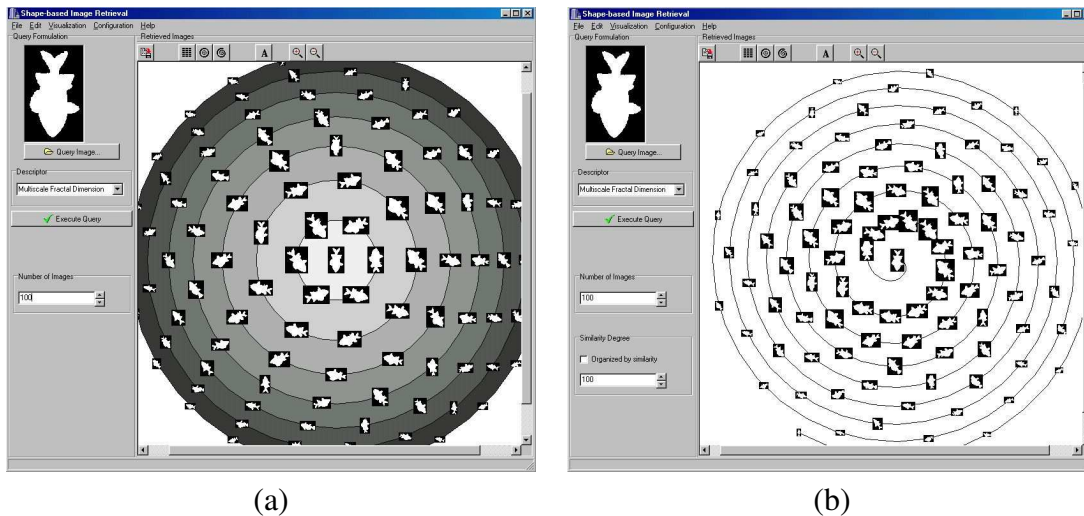 Shape-based Image Retrieval
File Edit Visualization Configuration Help
Query Formulation
Retrieved Images
A
Query Image...
Descriptor
Multiscale Fractal Dimension
Execute Query
Number of Images
100
(a)
Shape-based Image Retrieval
File Edit Visualization Configuration Help
Query Formulation
Retrieved Images
A
Query Image...
Descriptor
Multiscale Fractal Dimension
Execute Query
Number of Images
100
Similarity Degree
Organized by similarity
100
(b)